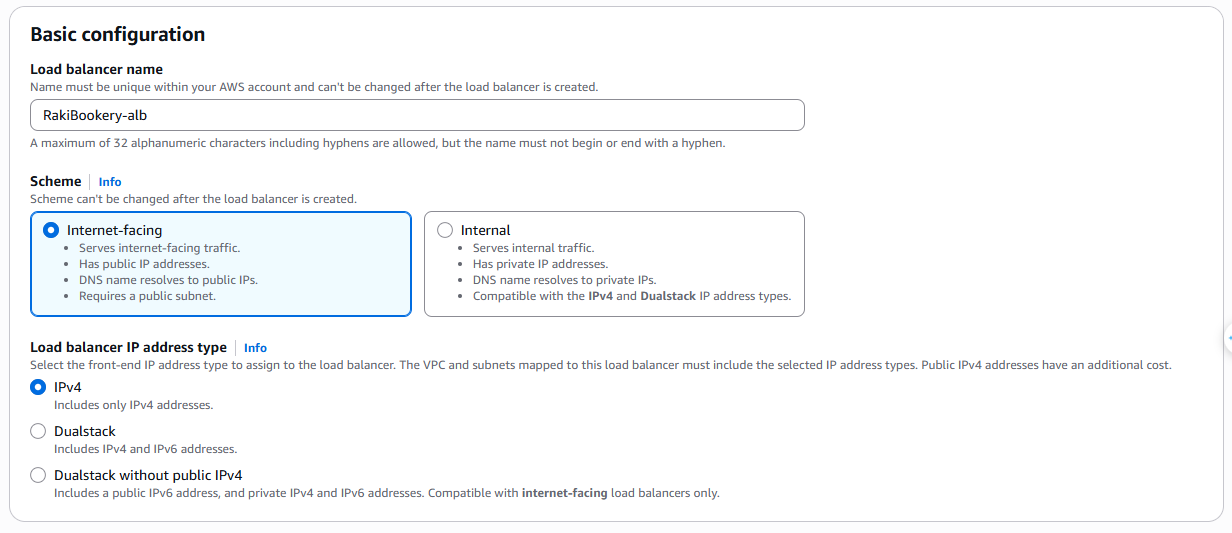 Basic configuration
Load balancer name
Name must be unique within your AWS account and can't be changed after the load balancer is created.
RakiBookery-alb
A maximum of 32 alphanumeric characters including hyphens are allowed, but the name must not begin or end with a hyphen.
Scheme | Info
Scheme can't be changed after the load balancer is created.
Internet-facing
• Serves internet-facing traffic.
• Has public IP addresses.
• DNS name resolves to public IPs.
• Requires a public subnet.
Internal
• Serves internal traffic.
• Has private IP addresses.
• DNS name resolves to private IPs.
• Compatible with the IPv4 and Dualstack IP address types.
Load balancer IP address type | Info
Select the front-end IP address type to assign to the load balancer. The VPC and subnets mapped to this load balancer must include the selected IP address types. Public IPv4 addresses have an additional cost.
IPv4
Includes only IPv4 addresses.
Dualstack
Includes IPv4 and IPv6 addresses.
Dualstack without public IPv4
Includes a public IPv6 address, and private IPv4 and IPv6 addresses. Compatible with internet-facing load balancers only.